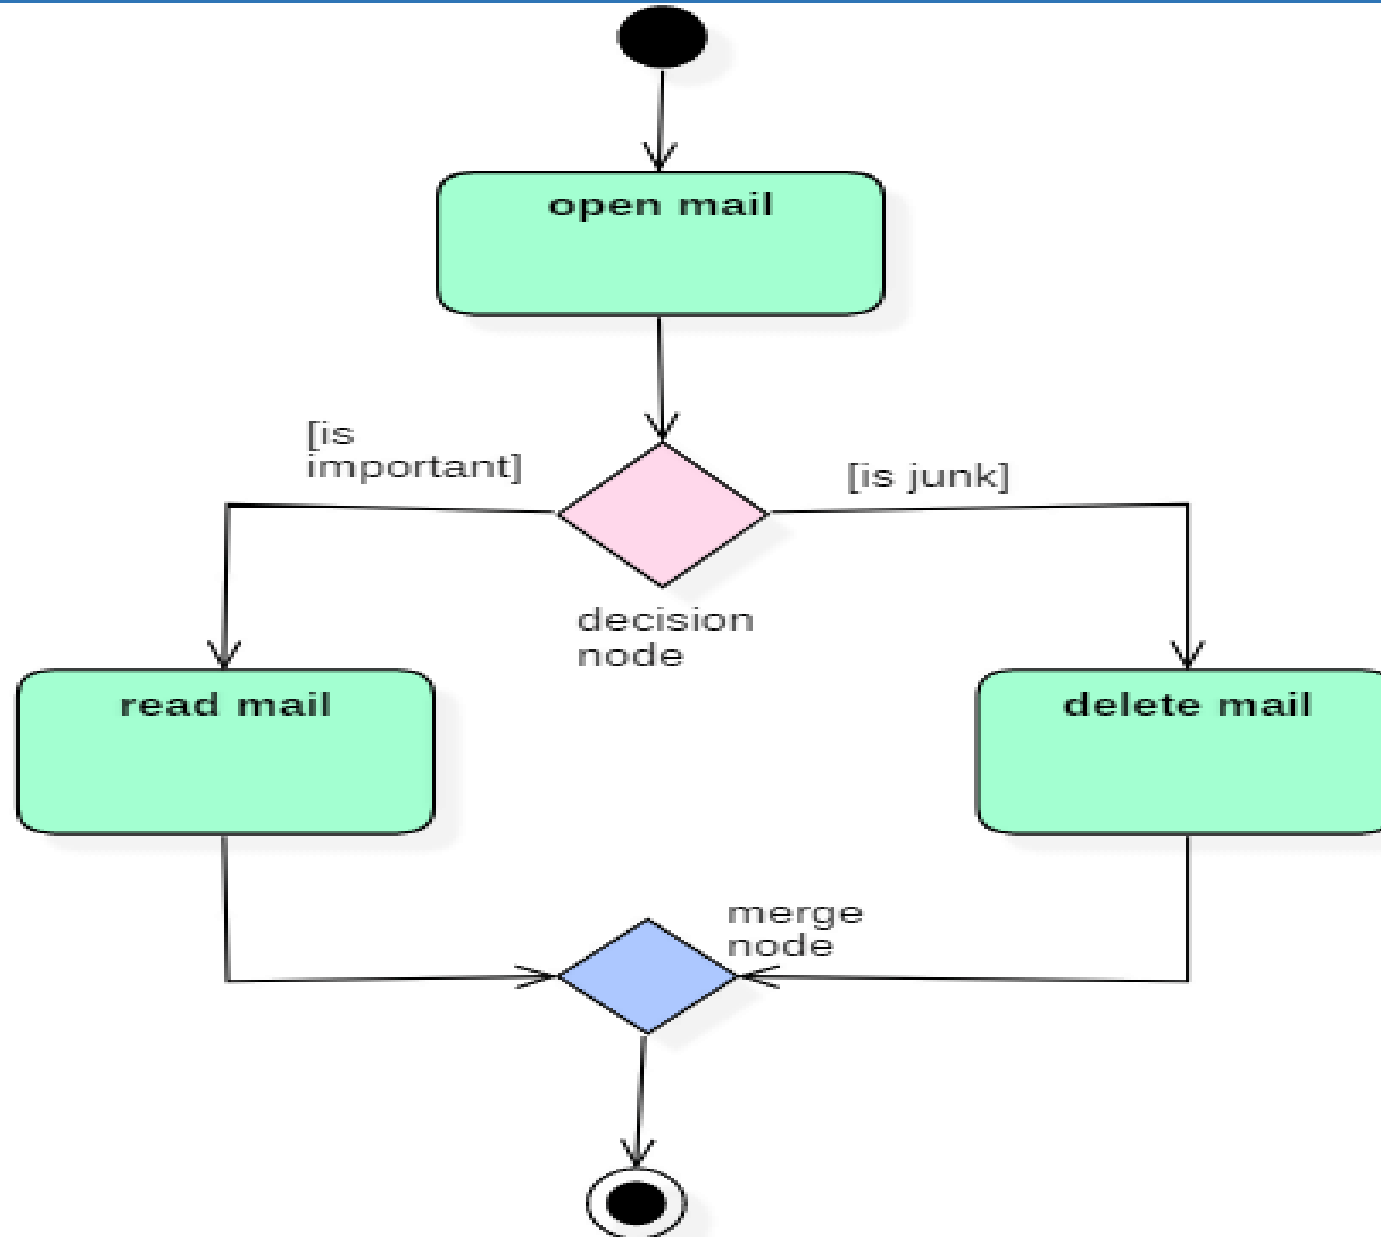 open mail
[is
important]
[is junk]
decision
node
read mail
delete mail
merge
node